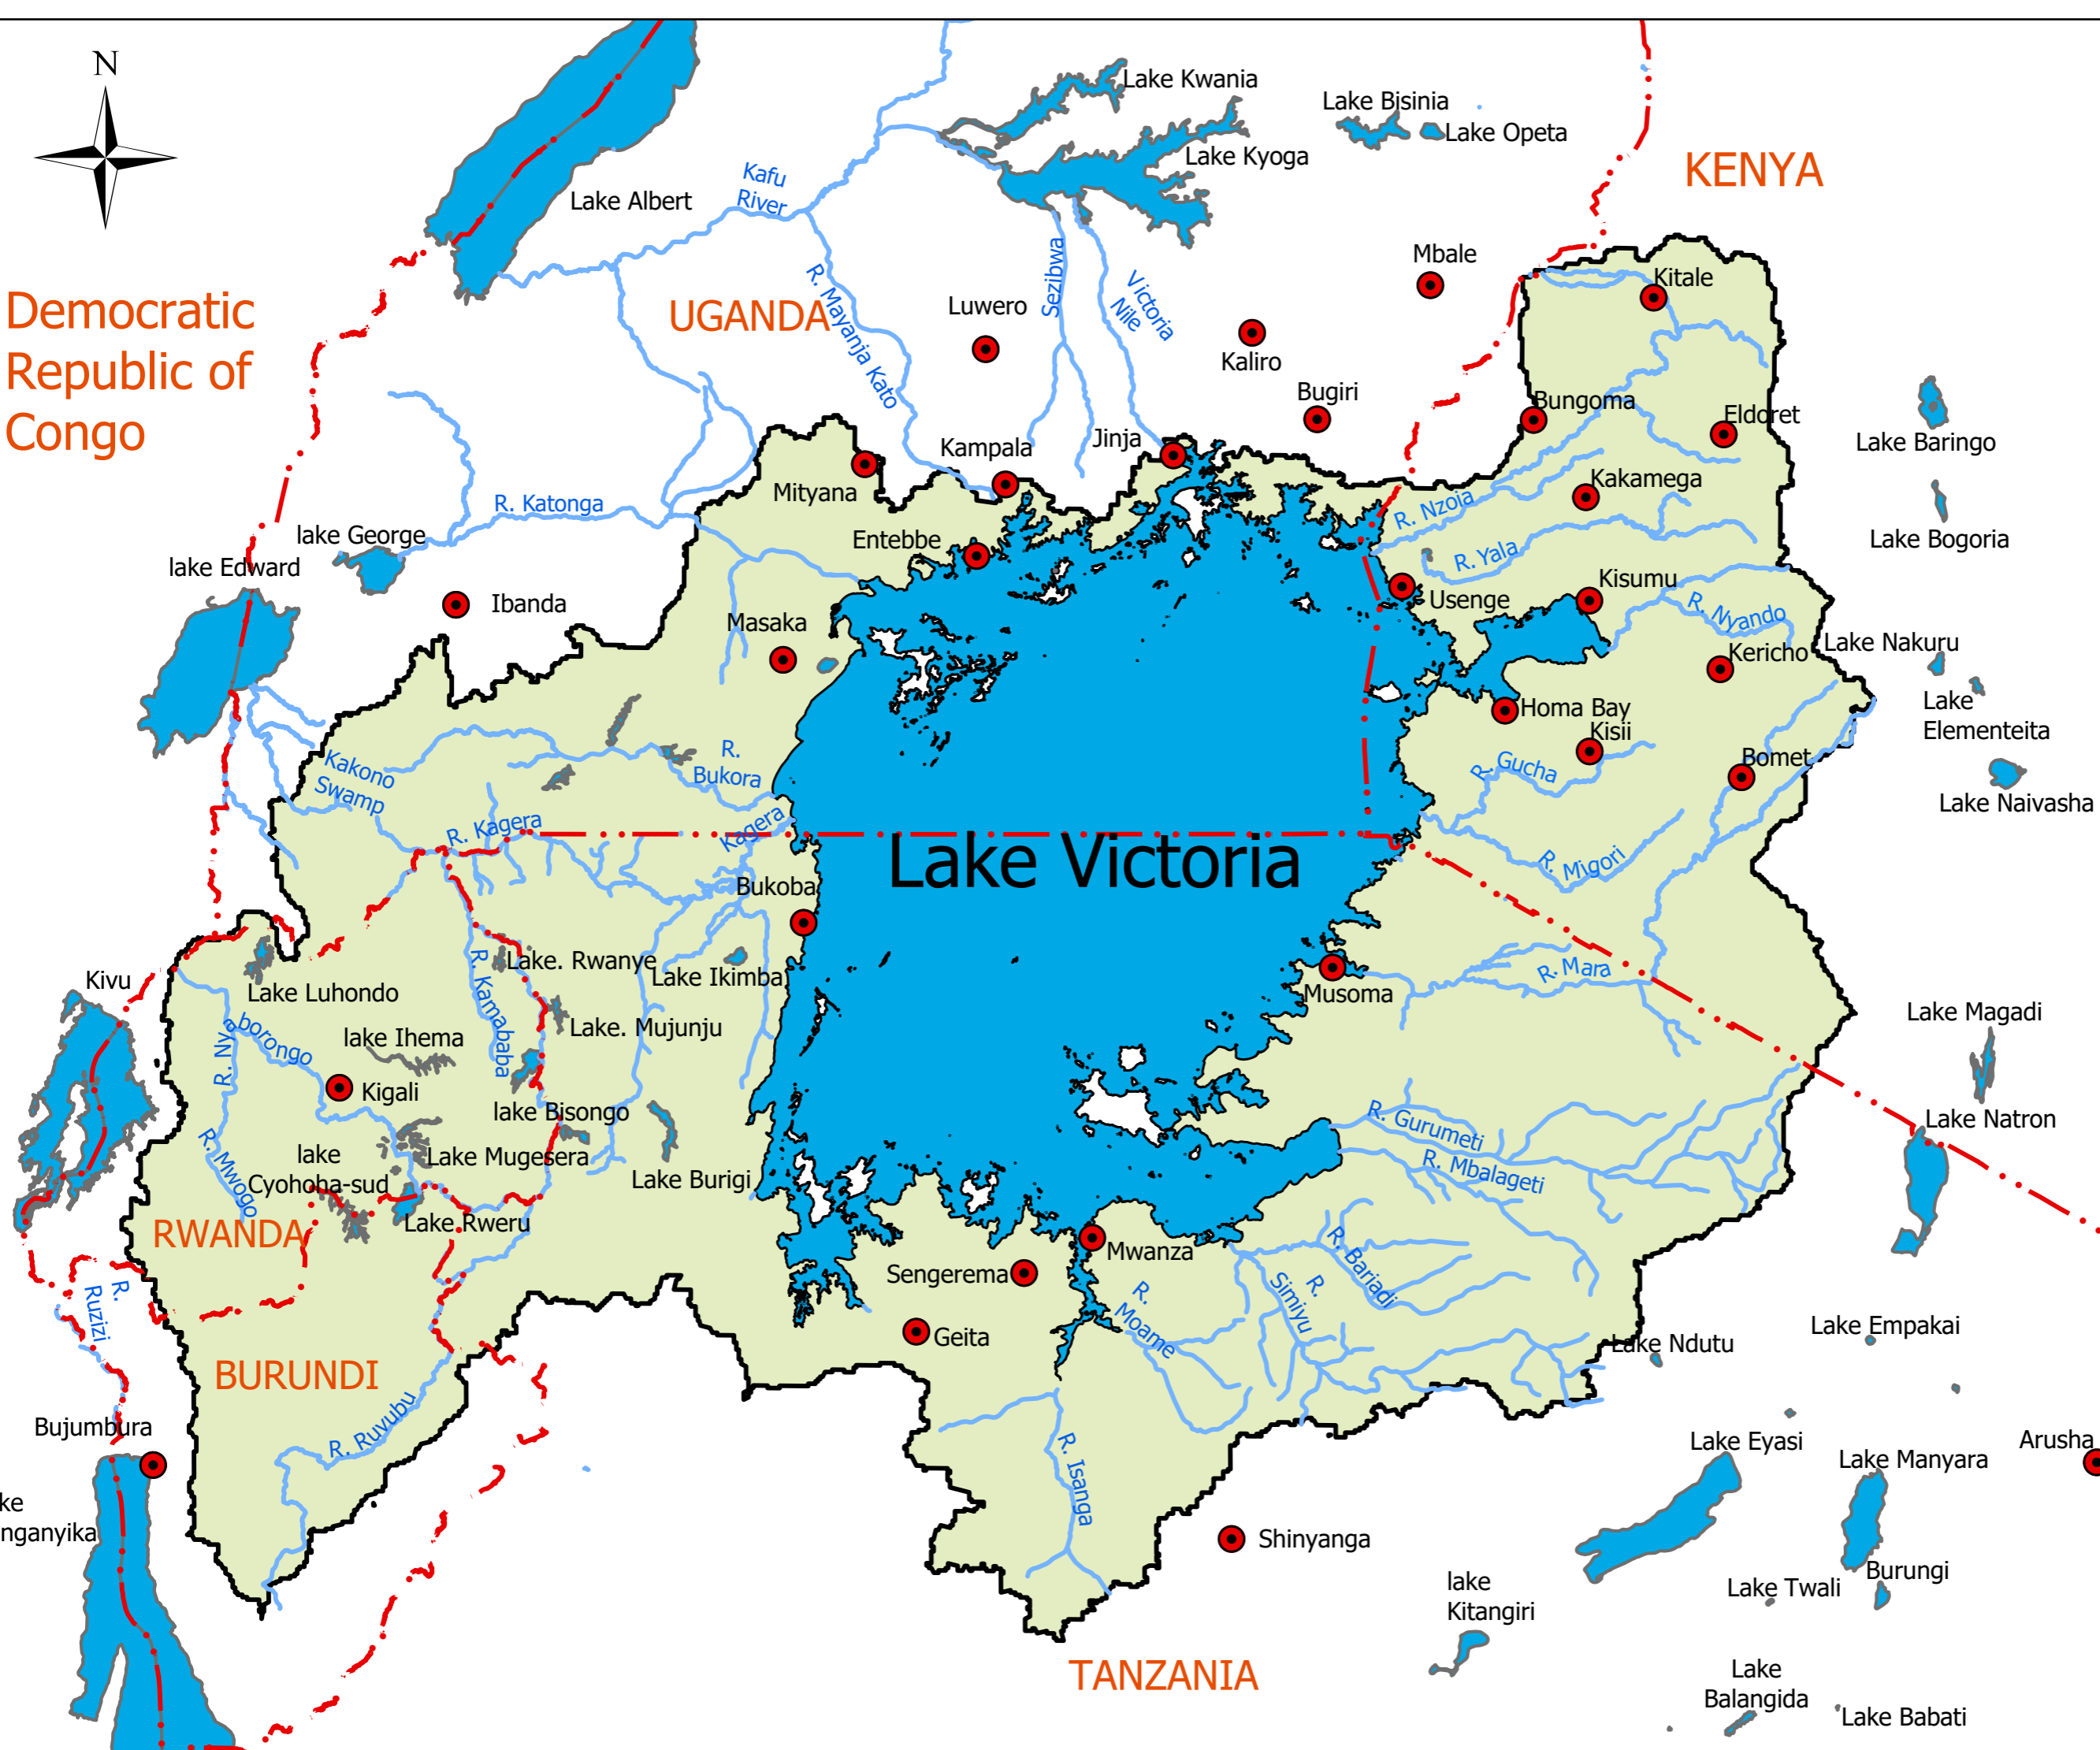 N
Lake Kwania
Lake Bisinia
Lake Opeta
Lake Kyoga
KENYA
Kafu
River
Lake Albert
Democratic
Republic of
Congo
UGANDA
R. Mayanja Kato
Luwero
Sezibwa
Victoria
Nile
Mbale
Kitale
Kaliro
Bugiri
Bungoma
Eldoret
Lake Baringo
Kampala
Jinja
Mityana
Kakamega
R. Katonga
R. Nzoia
lake George
Entebbe
Lake Bogoria
R. Yala
lake Edward
Ibanda
Kisumu
Usenge
R. Nyando
Masaka
Kericho
Lake Nakuru
Homa Bay
Kisii
Lake
Elementeita
R.
Bukora
Kakono
Swamp
R. Gucha
Bomet
Lake Naivasha
R. Kagera
Kagera
Lake Victoria
R. Migori
Bukoba
R. Kamababa
Lake. Rwanye
Lake Ikimba
R. Mara
Kivu
Lake Luhondo
Musoma
Lake Magadi
R. Nya
borongo
lake Ihema
Lake. Mujunju
Kigali
lake Bisongo
R. Gurumeti
Lake Natron
R. Mwogo
lake
Cyohoha-sud
Lake Mugesera
Lake Burigi
R. Mbalageti
RWANDA
Lake Rweru
Mwanza
Sengerema
R. Bariadi
R.
Simiyu
R.
Moame
R.
Ruzizi
Geita
Lake Ndutu
Lake Empakai
BURUNDI
Bujumbura
R. Ruvubu
R. Isanga
Lake Eyasi
Lake Manyara
Arusha
ke
nganyika
Shinyanga
Burungi
Lake Twali
lake
Kitangiri
TANZANIA
Lake
Balangida
Lake Babati